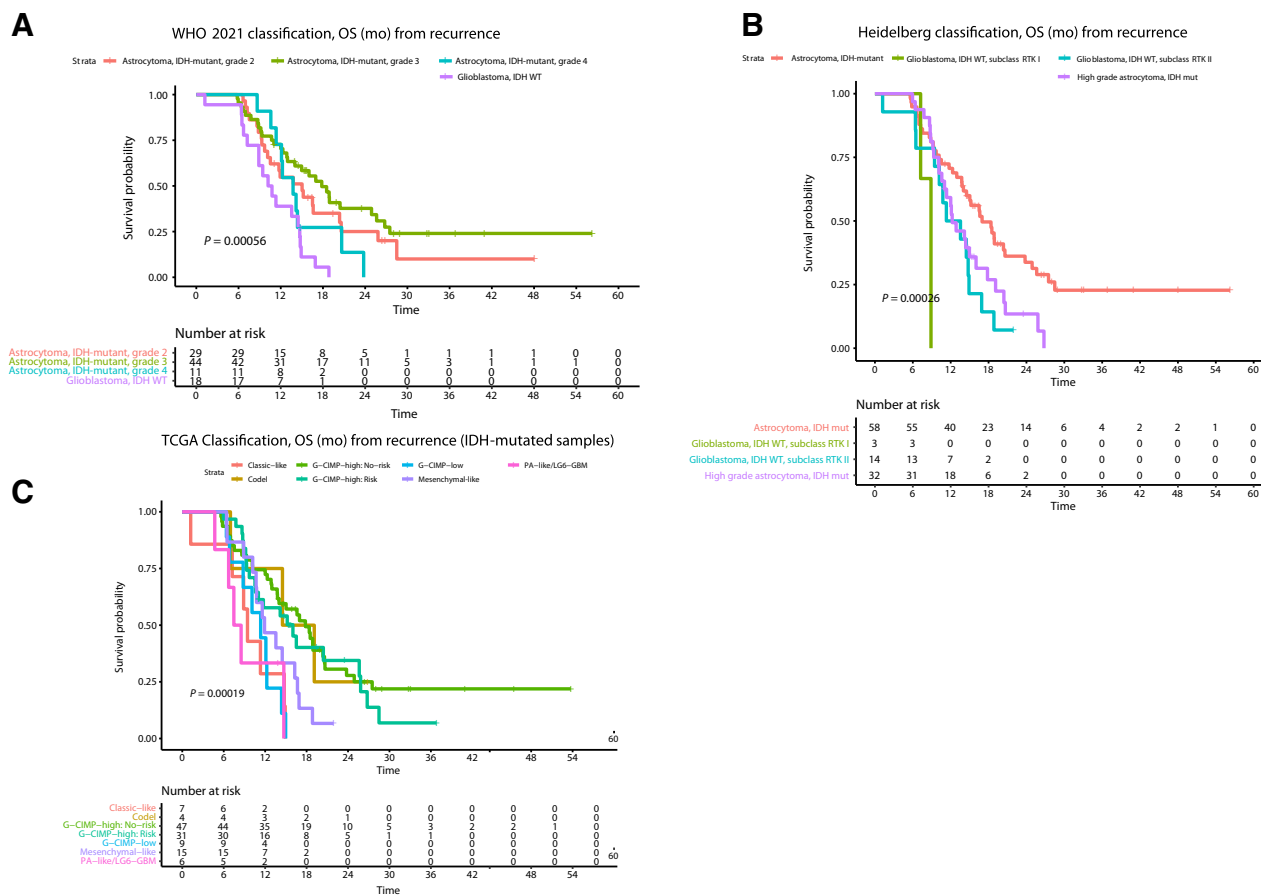 A
WHO 2021 classification, OS (mo) from recurrence
Strata Astrocytoma, IDH-mutant, grade 2 Astrocytoma, IDH-mutant, grade 3 Astrocytoma, IDH-mutant, grade 4
Glioblastoma, IDH WT
Survival probability
1.00
0.75
0.50
0.25
0.00
P = 0.00056
0 6 12 18 24 30 36 42 48 54 60
Time
Number at risk
Astrocytoma, IDH-mutant, grade 2 29 29 15 8 5 1 1 1 1 0 0
Astrocytoma, IDH-mutant, grade 3 44 42 31 17 11 5 3 1 1 1 0
Astrocytoma, IDH-mutant, grade 4 11 11 8 2 0 0 0 0 0 0 0
Glioblastoma, IDH WT 18 17 7 1 0 0 0 0 0 0 0
0 6 12 18 24 30 36 42 48 54 60
Time
B
Heidelberg classification, OS (mo) from recurrence
Strata Astrocytoma, IDH-mutant Glioblastoma, IDH WT, subclass RTK I Glioblastoma, IDH WT, subclass RTK II
High grade astrocytoma, IDH mut
Survival probability
1.00
0.75
0.50
0.25
0.00
P = 0.00026
0 6 12 18 24 30 36 42 48 54 60
Time
Number at risk
Astrocytoma, IDH mut 58 55 40 23 14 6 4 2 2 1 0
Glioblastoma, IDH WT, subclass RTK I 3 3 0 0 0 0 0 0 0 0 0
Glioblastoma, IDH WT, subclass RTK II 14 13 7 2 0 0 0 0 0 0 0
High grade astrocytoma, IDH mut 32 31 18 6 2 0 0 0 0 0 0
0 6 12 18 24 30 36 42 48 54 60
Time
C
TCGA Classification, OS (mo) from recurrence (IDH-mutated samples)
Strata Classic-like G-CIMP-high: No-risk G-CIMP-low PA-like/LG6-GBM
Codel G-CIMP-high: Risk Mesenchymal-like
Survival probability
1.00
0.75
0.50
0.25
0.00
P = 0.00019
0 6 12 18 24 30 36 42 48 54 60
Time
Number at risk
Classic-like 7 6 2 0 0 0 0 0 0 0 0
Codel 4 4 3 2 1 0 0 0 0 0 0
G-CIMP-high: No-risk 47 44 35 19 10 5 3 2 2 1 0
G-CIMP-high: Risk 31 30 16 8 5 1 1 0 0 0 0
G-CIMP-low 9 9 4 0 0 0 0 0 0 0 0
Mesenchymal-like 15 15 7 2 0 0 0 0 0 0 0
PA-like/LG6-GBM 6 5 2 0 0 0 0 0 0 0 0
0 6 12 18 24 30 36 42 48 54 60
Time